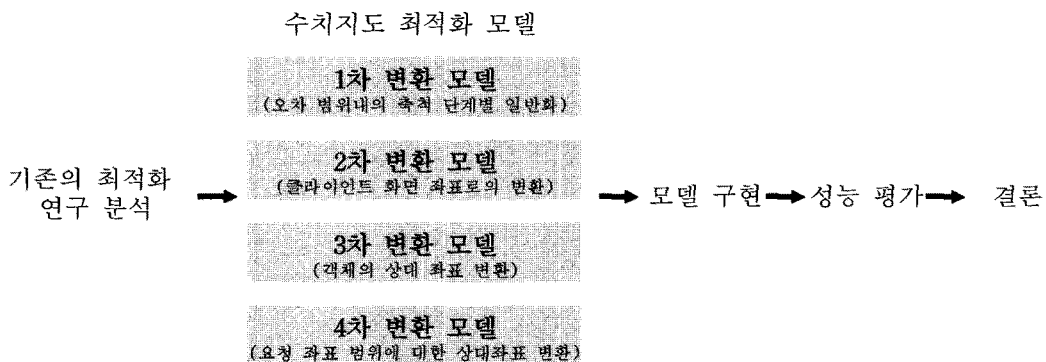 수치지도 최적화 모델
1차 변환 모델
(오차 범위내의 축척 단계별 일반화)
2차 변환 모델
(클라이언트 화면 좌표로의 변환)
3차 변환 모델
(객체의 상대 좌표 변환)
4차 변환 모델
(요청 좌표 범위에 대한 상대좌표 변환)
기존의 최적화
연구 분석
모델 구현
성능 평가
결론